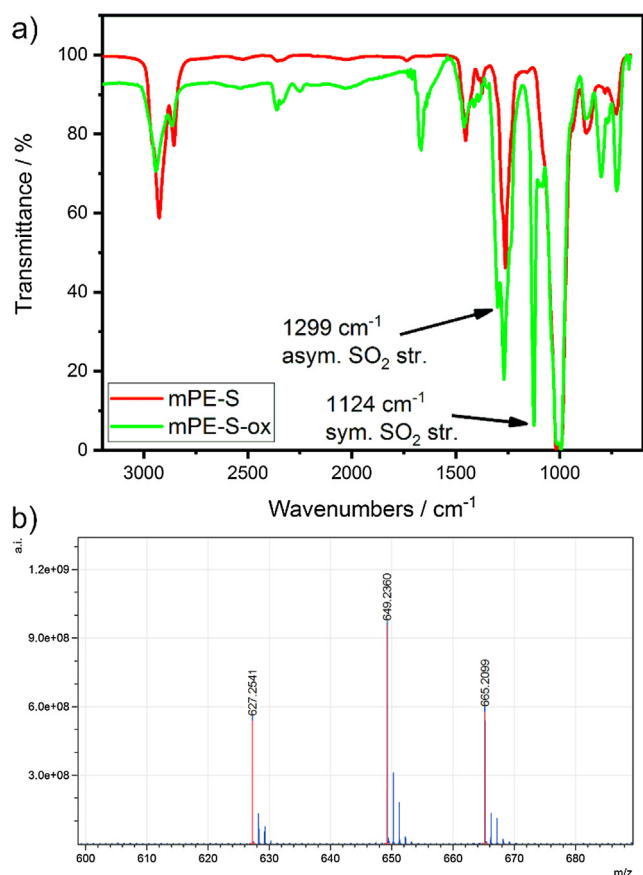 a)
100
80
60
40
20
0
Transmittance / %
1299 cm⁻¹
asym. SO₂ str.
1124 cm⁻¹
sym. SO₂ str.
mPE-S
mPE-S-ox
3000 2500 2000 1500 1000
Wavenumbers / cm⁻¹
b)
a.i.
1.2e+09
9.0e+08
6.0e+08
3.0e+08
627.2541
649.2360
665.2099
600 610 620 630 640 650 660 670 680
m/z